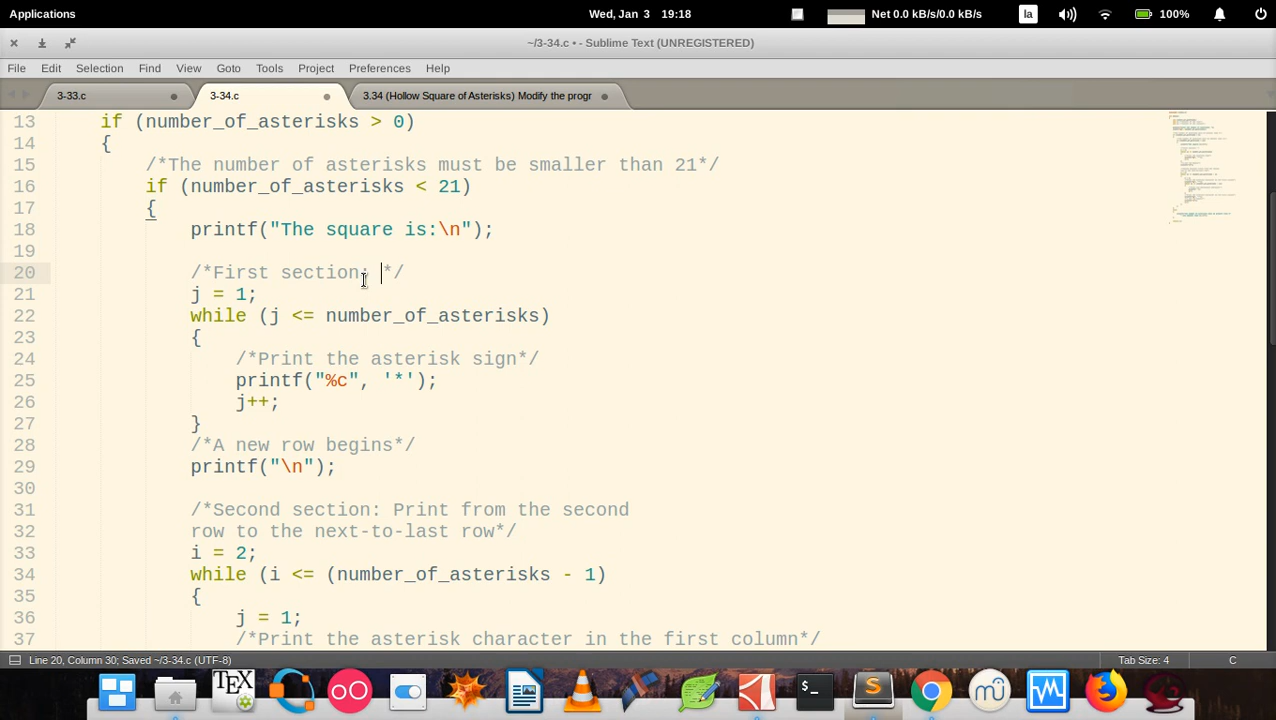 Applications
Wed, Jan 3 19:18
Net 0.0 kB/s/0.0 kB/s
la
100%
~/3-34.c • - Sublime Text (UNREGISTERED)
File Edit Selection Find View Goto Tools Project Preferences Help
3-33.c
3-34.c
3.34 (Hollow Square of Asterisks) Modify the progr
13 if (number_of_asterisks > 0)
14 {
15 /*The number of asterisks must be smaller than 21*/
16 if (number_of_asterisks < 21)
17 {
18 printf("The square is:\n");
19
20 /*First section: */
21 j = 1;
22 while (j <= number_of_asterisks)
23 {
24 /*Print the asterisk sign*/
25 printf("%c", '*');
26 j++;
27 }
28 /*A new row begins*/
29 printf("\n");
30
31 /*Second section: Print from the second
32 row to the next-to-last row*/
33 i = 2;
34 while (i <= (number_of_asterisks - 1)
35 {
36 j = 1;
37 /*Print the asterisk character in the first column*/
Line 20, Column 30; Saved ~/3-34.c (UTF-8)
Tab Size: 4
C
TEX